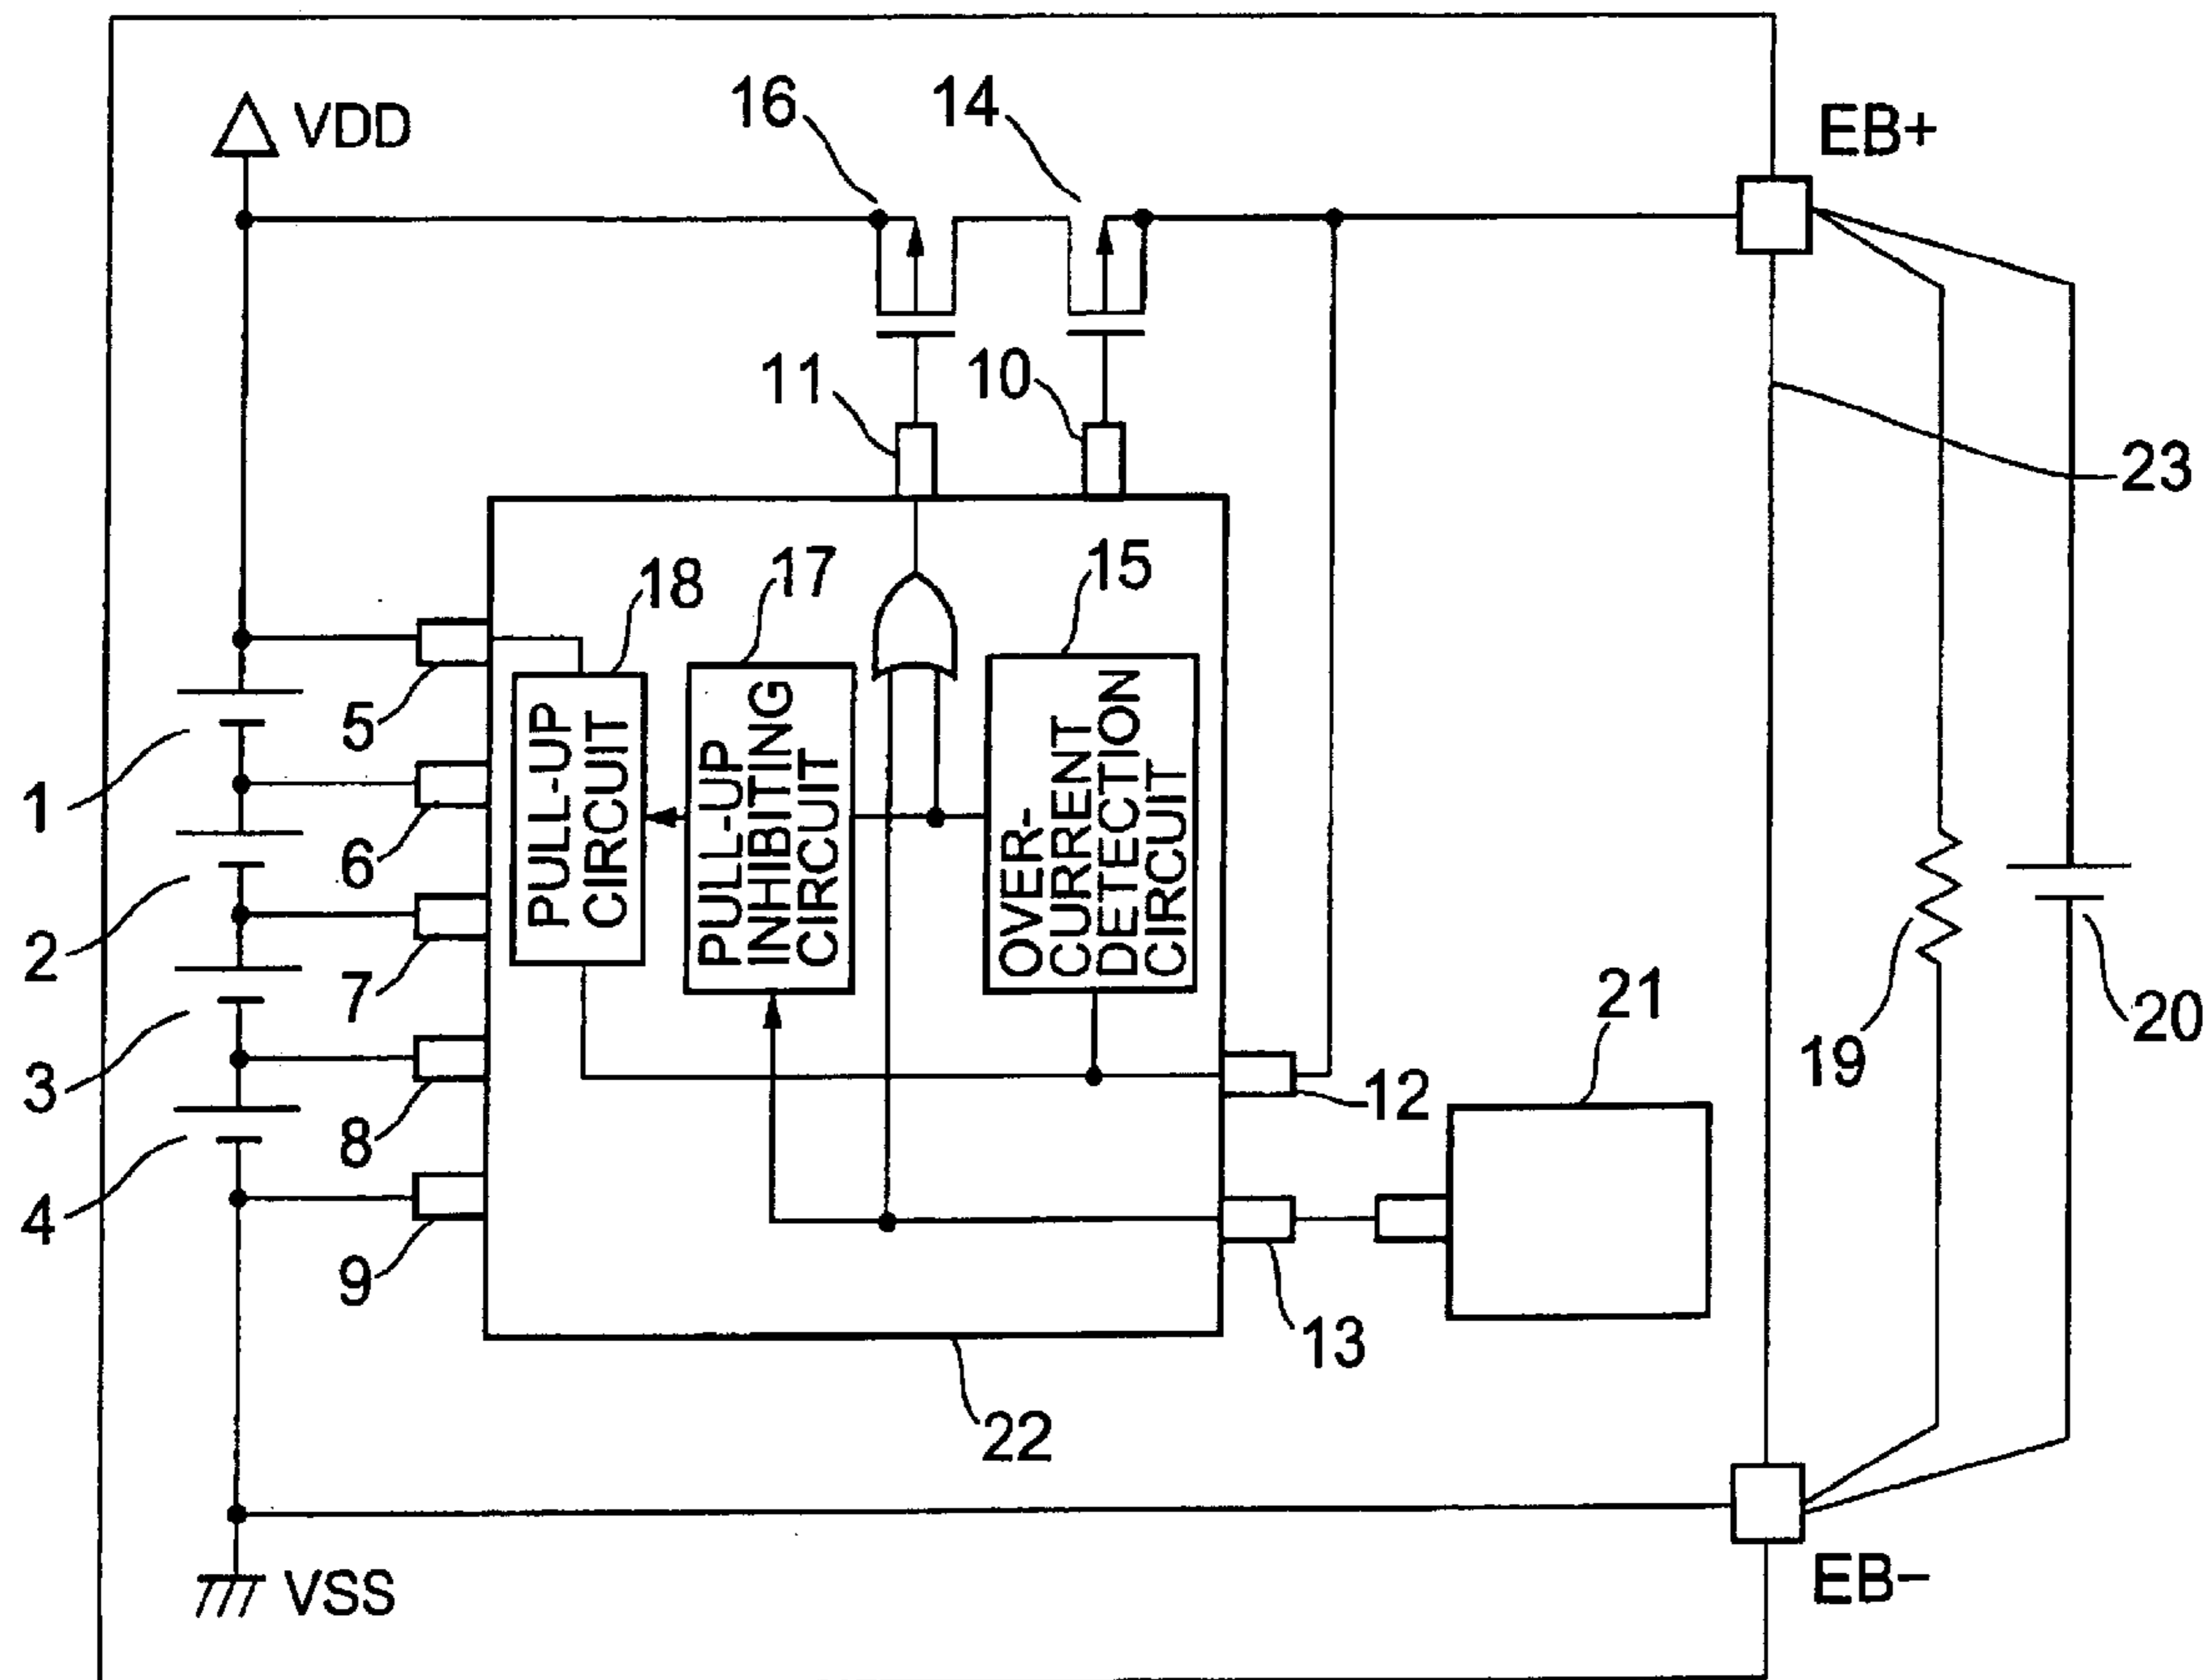 16
14
EB+
VDD
11
10
23
18
17
15
5
PULL-UP
CIRCUIT
PULL-UP
INHIBITING
CIRCUIT
OVER-
CURRENT
DETECTION
CIRCUIT
1
6
2
7
21
19
20
3
8
12
4
9
13
22
VSS
EB−